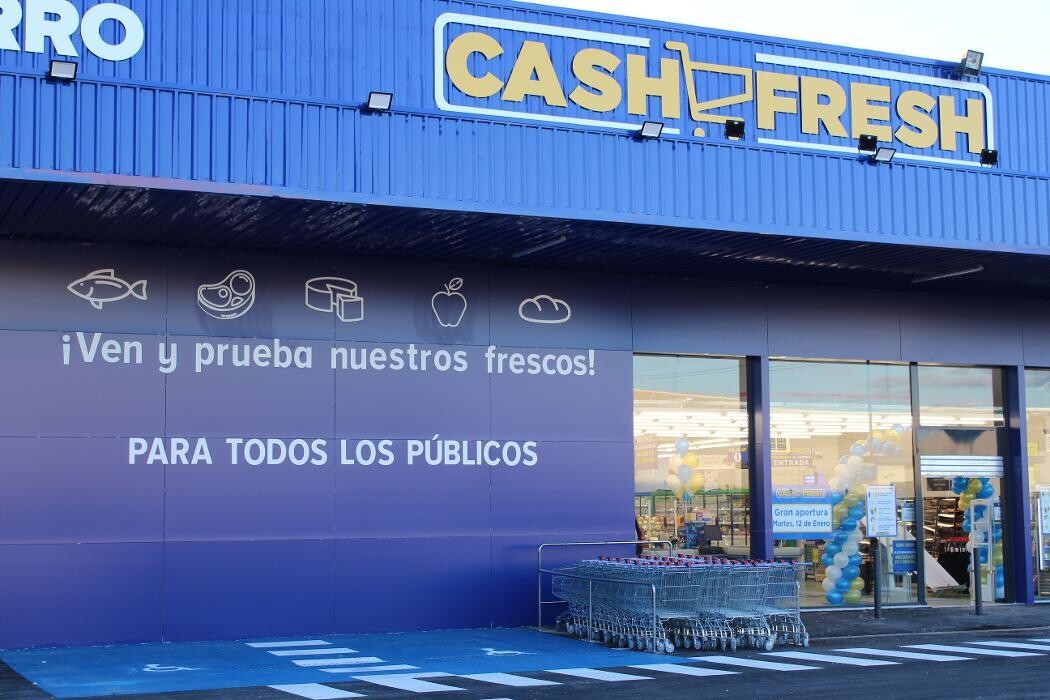 RRO
CASH FRESH
¡Ven y prueba nuestros frescos!
PARA TODOS LOS PÚBLICOS
ENTRADA
CASH FRESH
Gran apertura
Martes, 12 de Enero